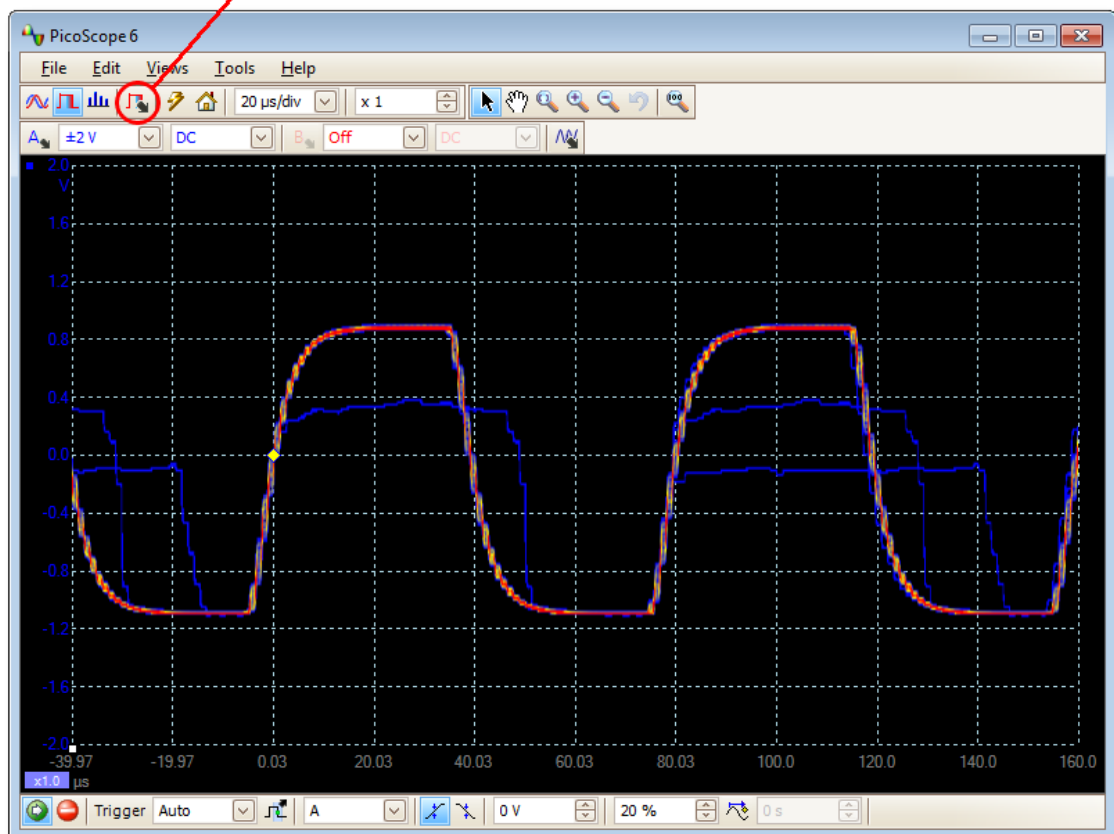 PicoScope 6
File Edit Views Tools Help
20 µs/div x 1 100
A ±2 V DC B Off DC
2.0
V
1.6
1.2
0.8
0.4
0.0
-0.4
-0.8
-1.2
-1.6
-2.0
-39.97 -19.97 0.03 20.03 40.03 60.03 80.03 100.0 120.0 140.0 160.0
x1.0 µs
Trigger Auto A 0 V 20 % 0 s